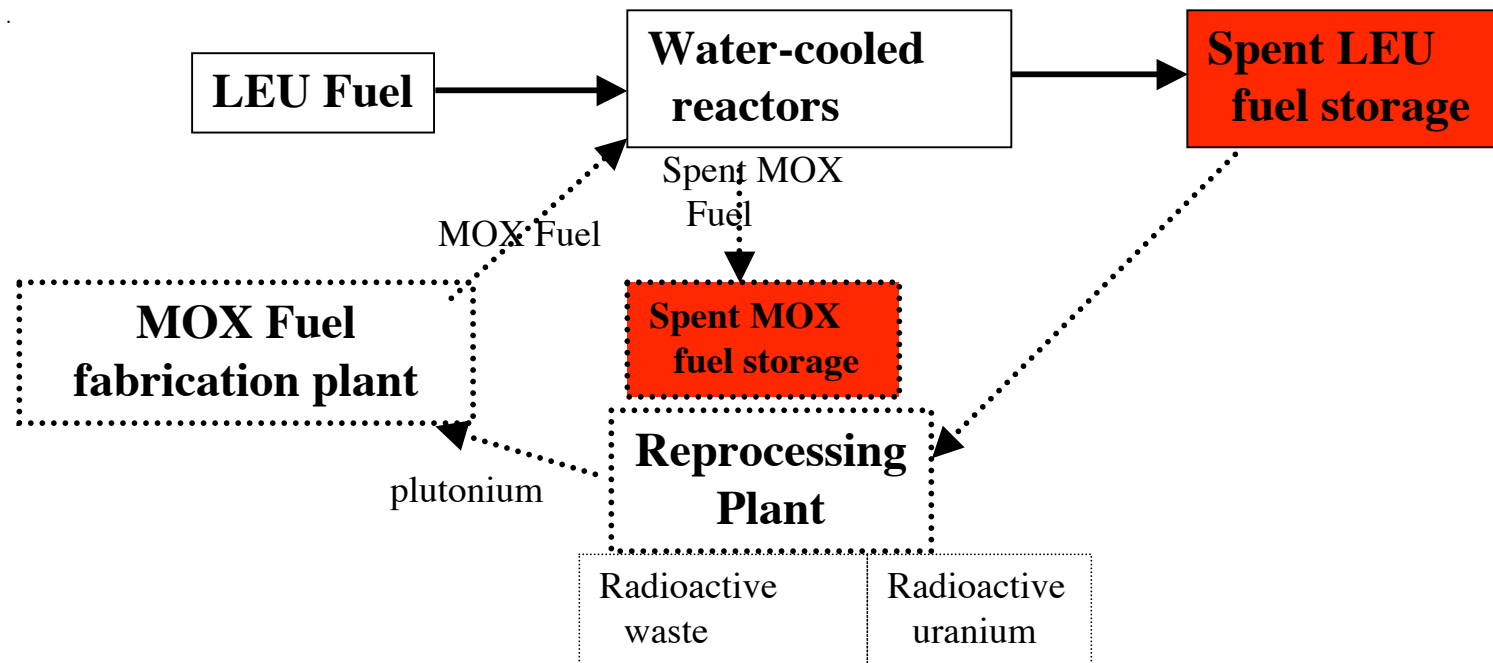 LEU Fuel
Water-cooled
reactors
Spent LEU
fuel storage
Spent MOX
Fuel
MOX Fuel
MOX Fuel
fabrication plant
Spent MOX
fuel storage
Reprocessing
Plant
plutonium
Radioactive
waste
Radioactive
uranium